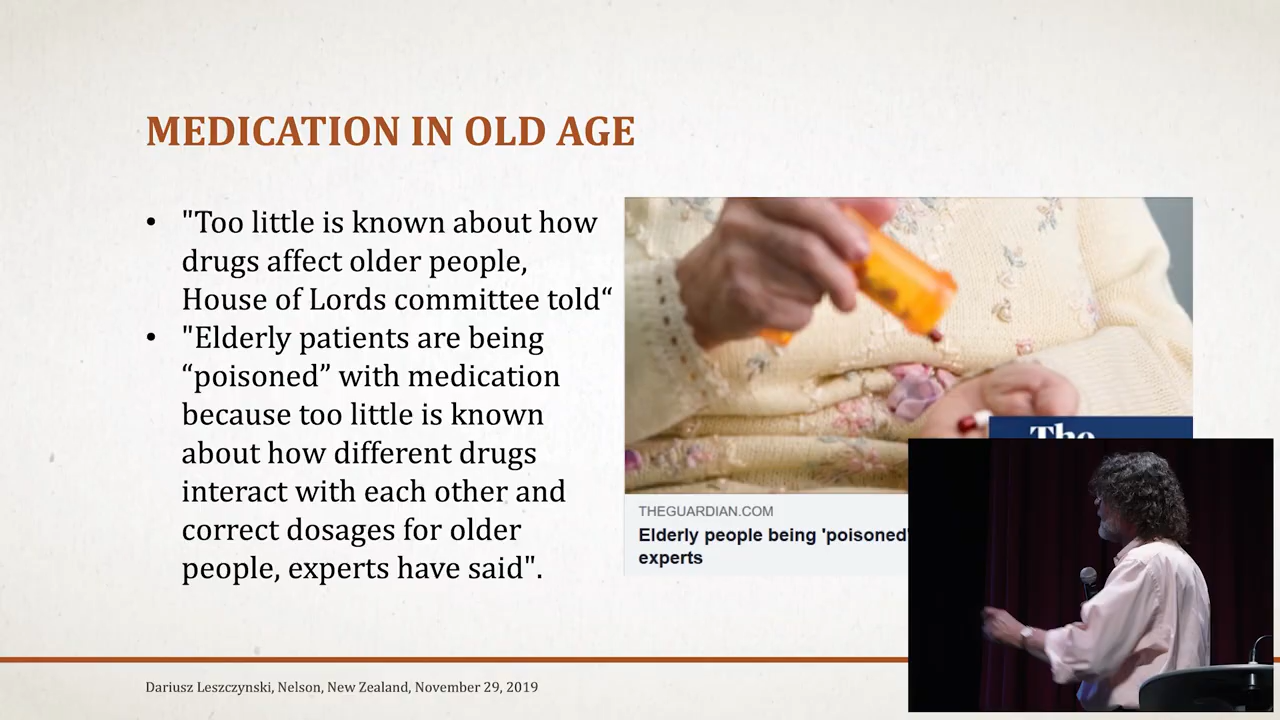 MEDICATION IN OLD AGE
• "Too little is known about how
drugs affect older people,
House of Lords committee told“
• "Elderly patients are being
“poisoned” with medication
because too little is known
about how different drugs
interact with each other and
correct dosages for older
people, experts have said".
The
THEGUARDIAN.COM
Elderly people being 'poisoned'
experts
Dariusz Leszczynski, Nelson, New Zealand, November 29, 2019